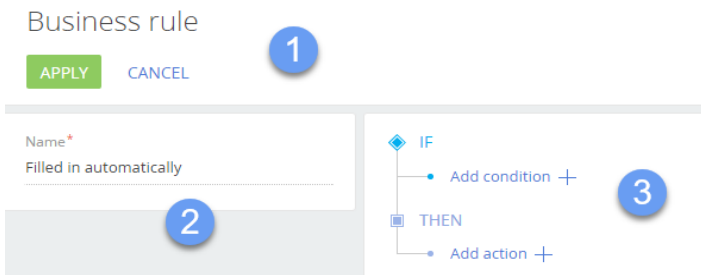 Business rule
1
APPLY CANCEL
Name*
Filled in automatically
2
IF
Add condition +
3
THEN
Add action +